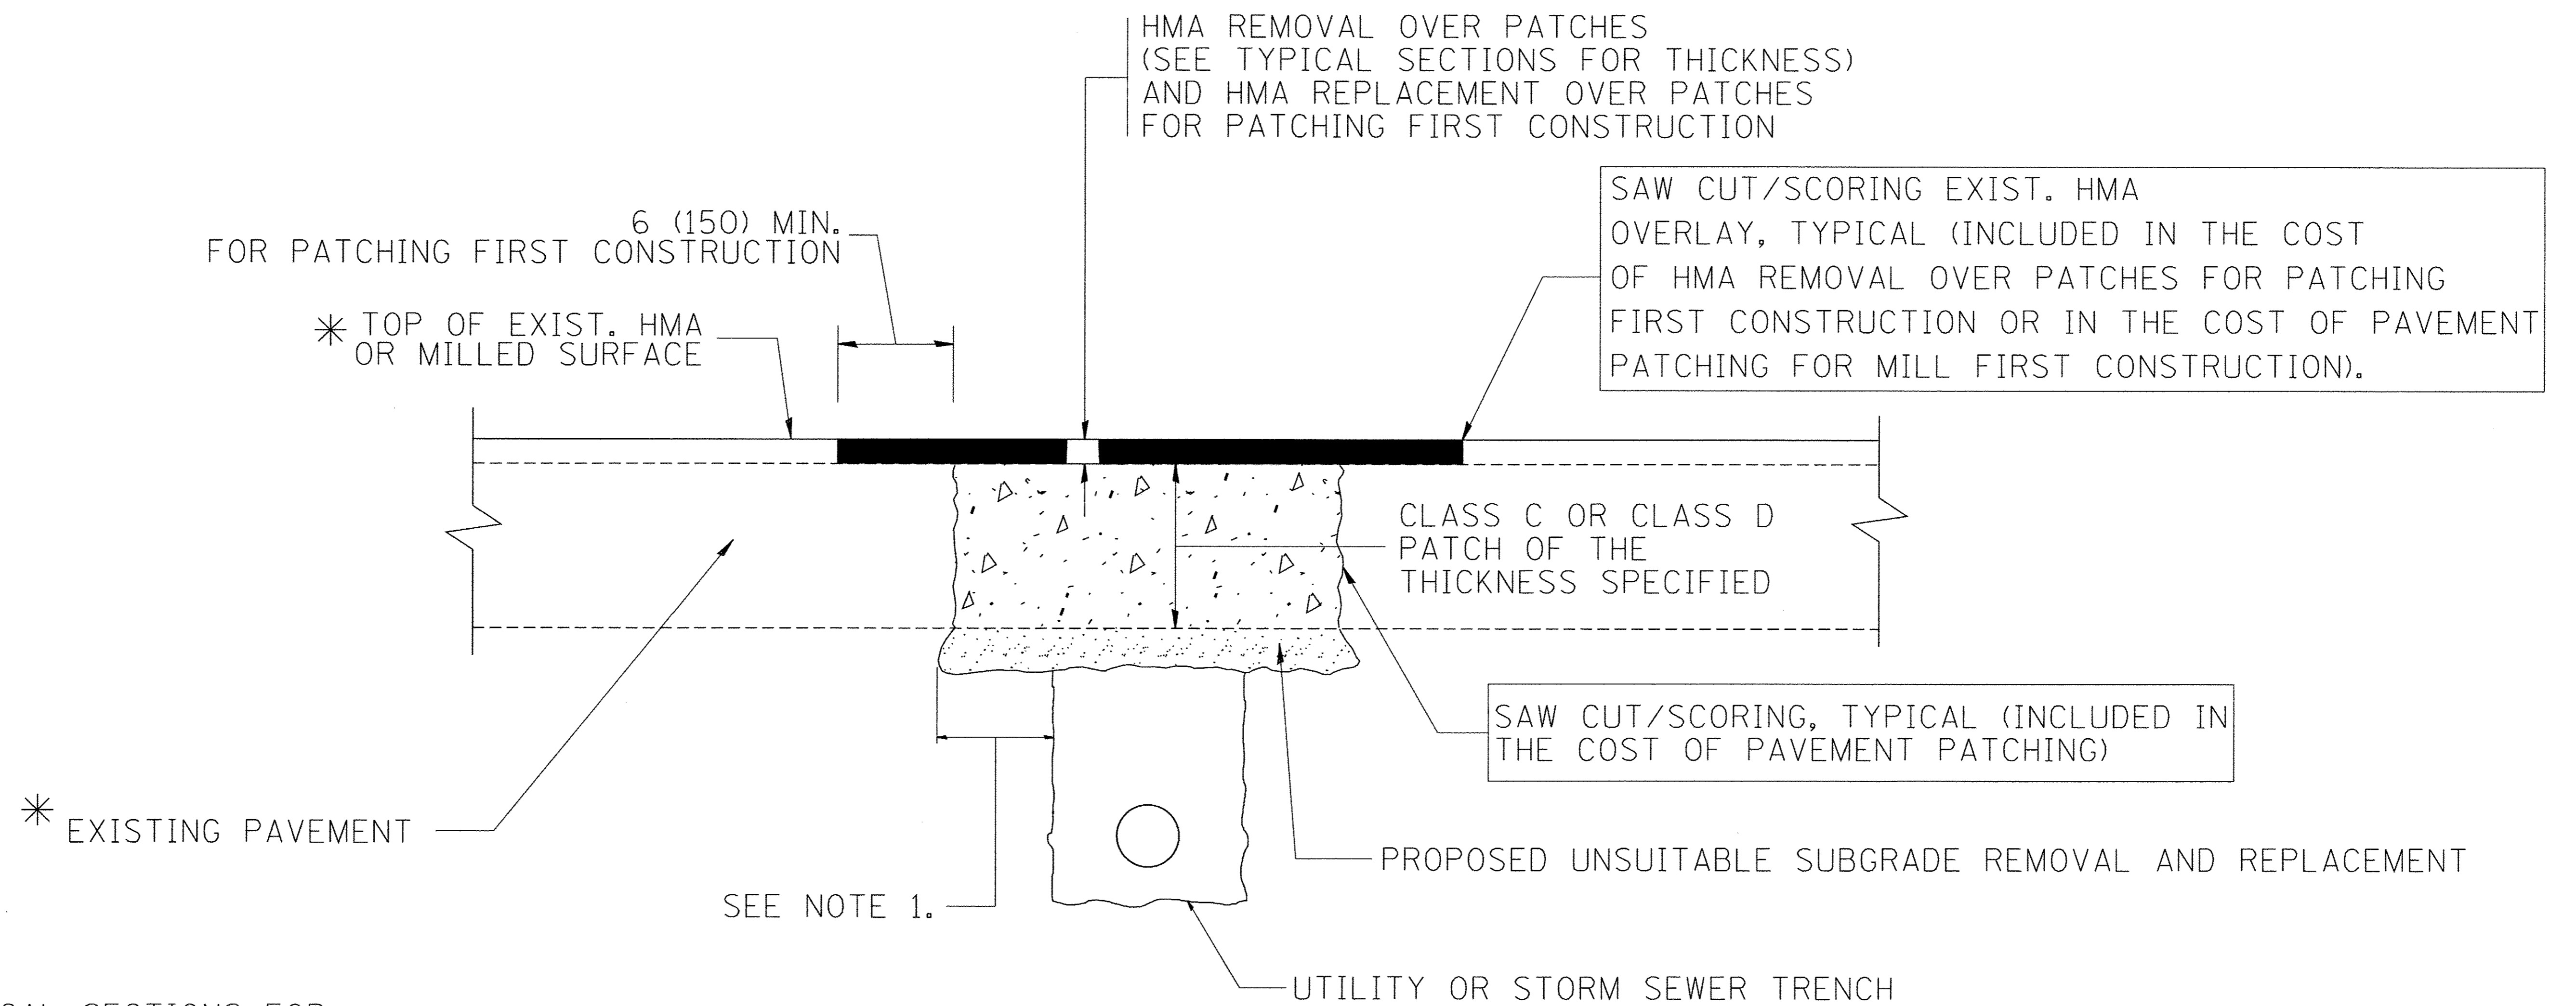 HMA REMOVAL OVER PATCHES
(SEE TYPICAL SECTIONS FOR THICKNESS)
AND HMA REPLACEMENT OVER PATCHES
FOR PATCHING FIRST CONSTRUCTION
SAW CUT/SCORING EXIST. HMA
OVERLAY, TYPICAL (INCLUDED IN THE COST
OF HMA REMOVAL OVER PATCHES FOR PATCHING
FIRST CONSTRUCTION OR IN THE COST OF PAVEMENT
PATCHING FOR MILL FIRST CONSTRUCTION).
6 (150) MIN.
FOR PATCHING FIRST CONSTRUCTION
* TOP OF EXIST. HMA
OR MILLED SURFACE
CLASS C OR CLASS D
PATCH OF THE
THICKNESS SPECIFIED
SAW CUT/SCORING, TYPICAL (INCLUDED IN
THE COST OF PAVEMENT PATCHING)
* EXISTING PAVEMENT
PROPOSED UNSUITABLE SUBGRADE REMOVAL AND REPLACEMENT
SEE NOTE 1.
UTILITY OR STORM SEWER TRENCH
SECTIONS FOR